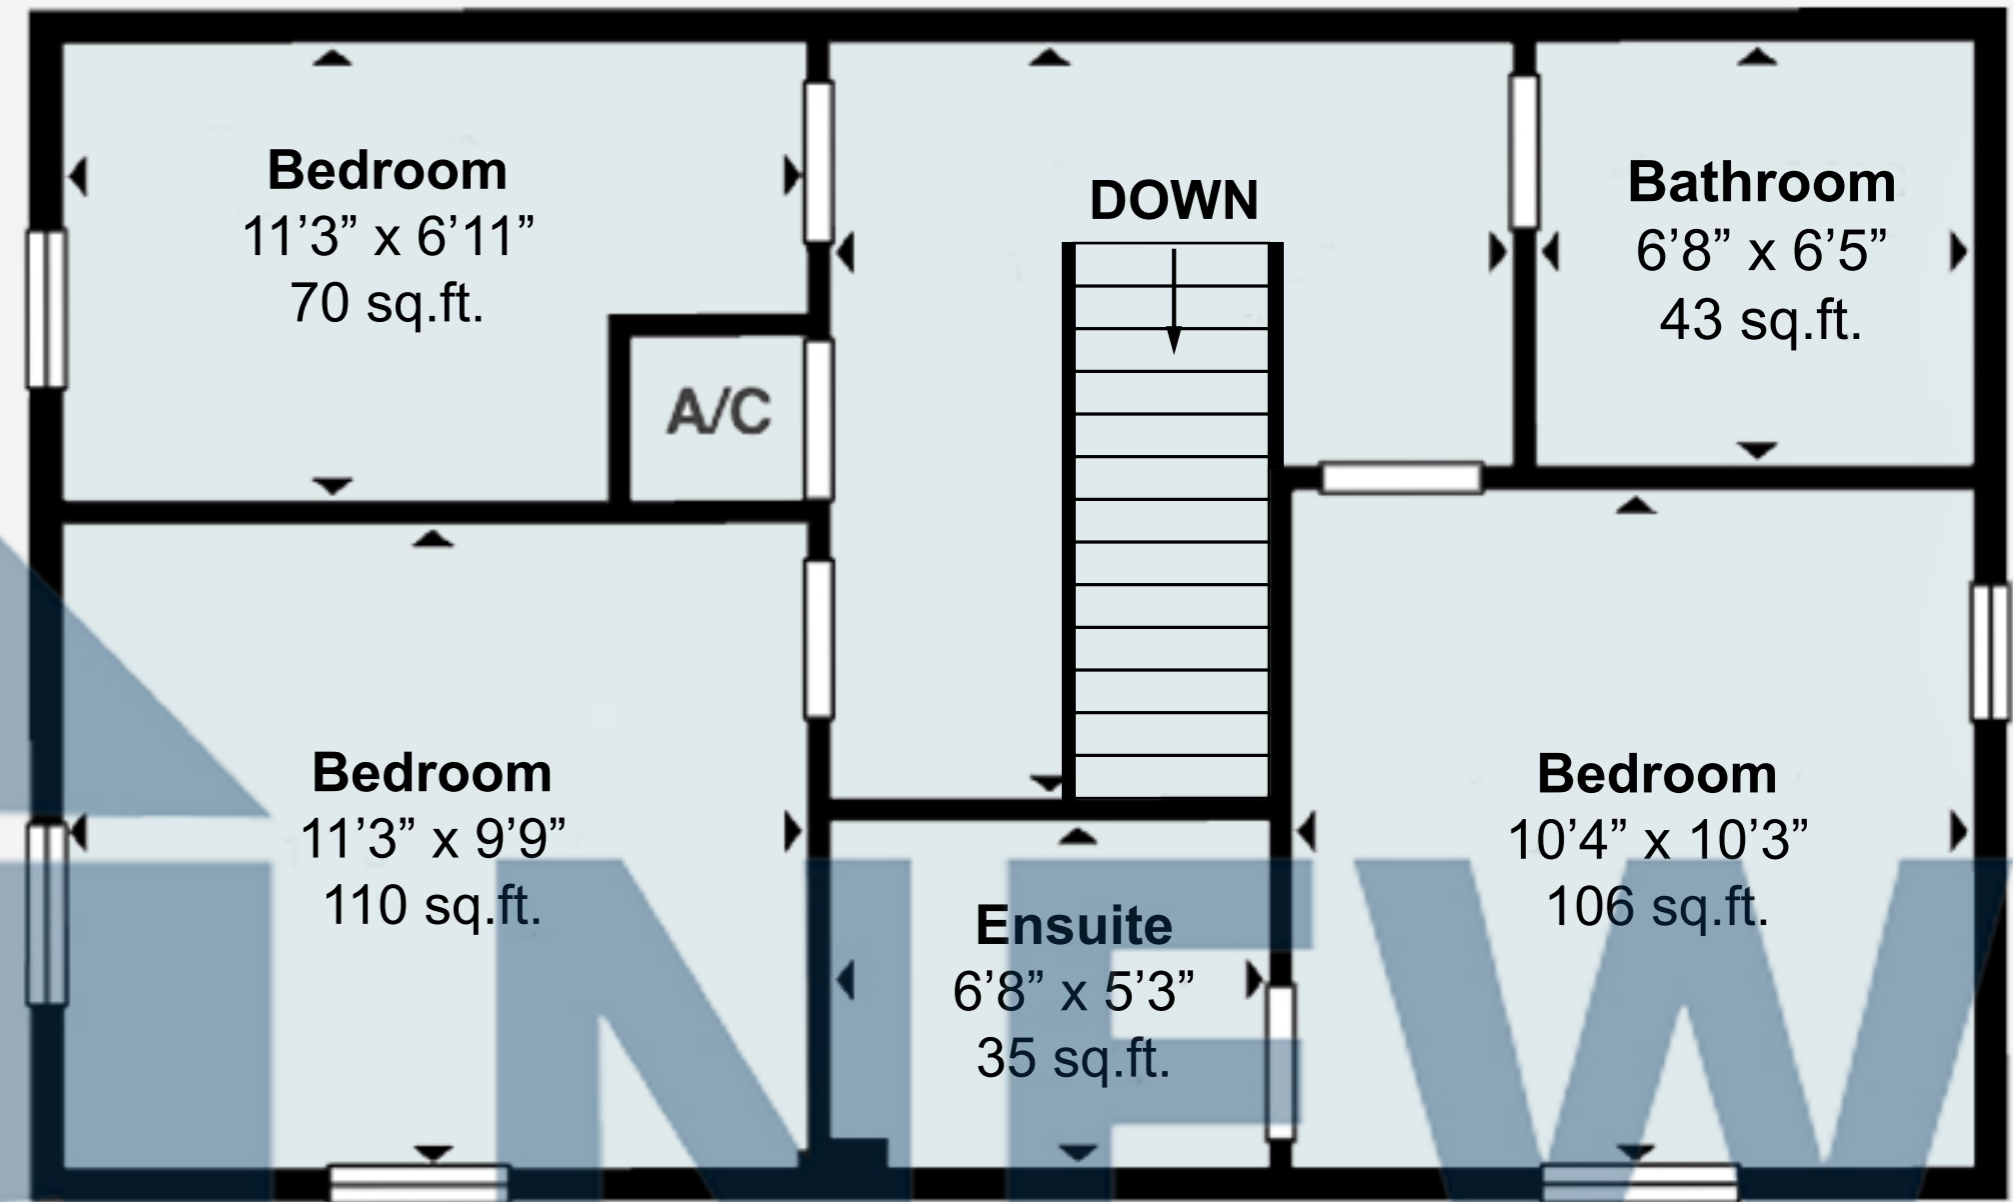 Bedroom
11’3” x 6’11”
70 sq.ft.
DOWN
Bathroom
6’8” x 6’5”
43 sq.ft.
A/C
Bedroom
11’3” x 9’9”
110 sq.ft.
Ensuite
6’8” x 5’3”
35 sq.ft.
Bedroom
10’4” x 10’3”
106 sq.ft.
NEW